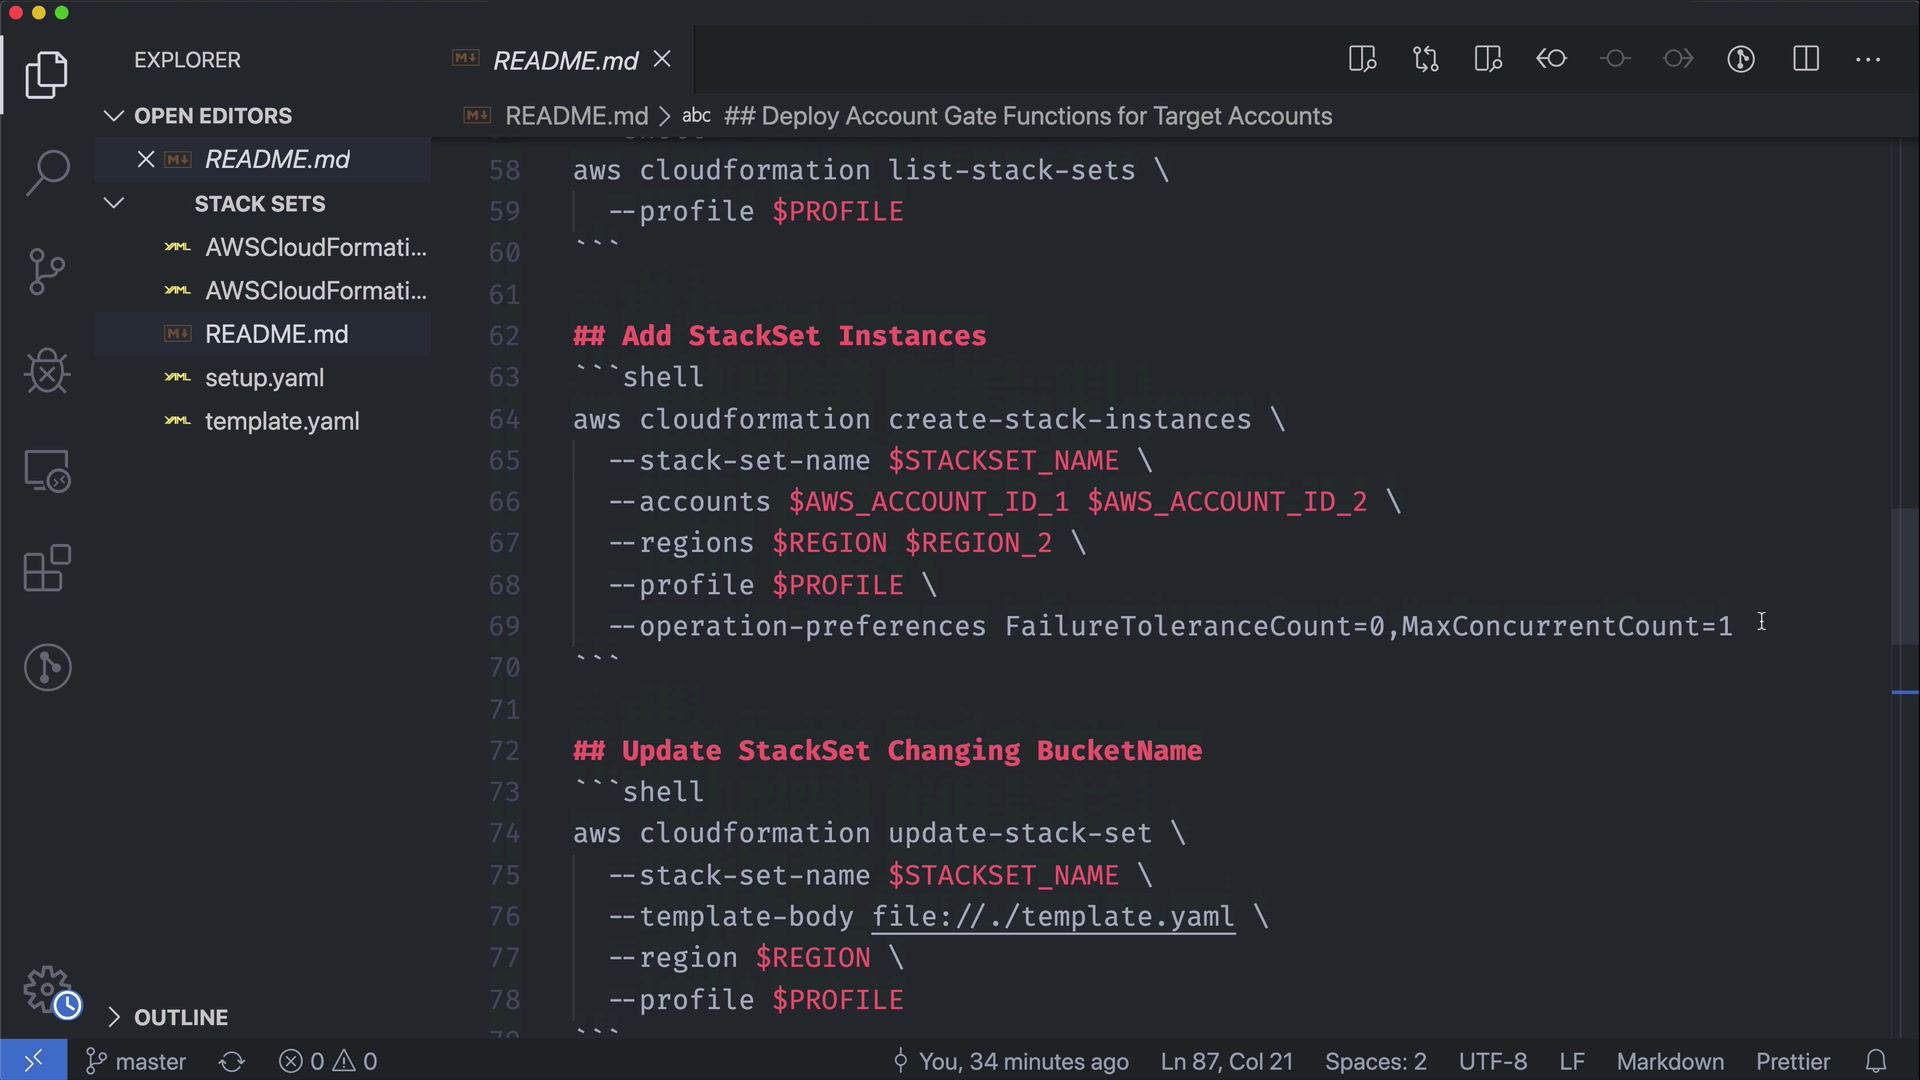 EXPLORER
OPEN EDITORS
README.md
STACK SETS
AWSCloudFormati...
AWSCloudFormati...
README.md
setup.yaml
template.yaml
OUTLINE
README.md
README.md > abc ## Deploy Account Gate Functions for Target Accounts
58 aws cloudformation list-stack-sets \
59 --profile $PROFILE
60 ```
61
62 ## Add StackSet Instances
63 ```shell
64 aws cloudformation create-stack-instances \
65 --stack-set-name $STACKSET_NAME \
66 --accounts $AWS_ACCOUNT_ID_1 $AWS_ACCOUNT_ID_2 \
67 --regions $REGION $REGION_2 \
68 --profile $PROFILE \
69 --operation-preferences FailureToleranceCount=0,MaxConcurrentCount=1
70 ```
71
72 ## Update StackSet Changing BucketName
73 ```shell
74 aws cloudformation update-stack-set \
75 --stack-set-name $STACKSET_NAME \
76 --template-body file://./template.yaml \
77 --region $REGION \
78 --profile $PROFILE
```
master 0 0 You, 34 minutes ago Ln 87, Col 21 Spaces: 2 UTF-8 LF Markdown Prettier